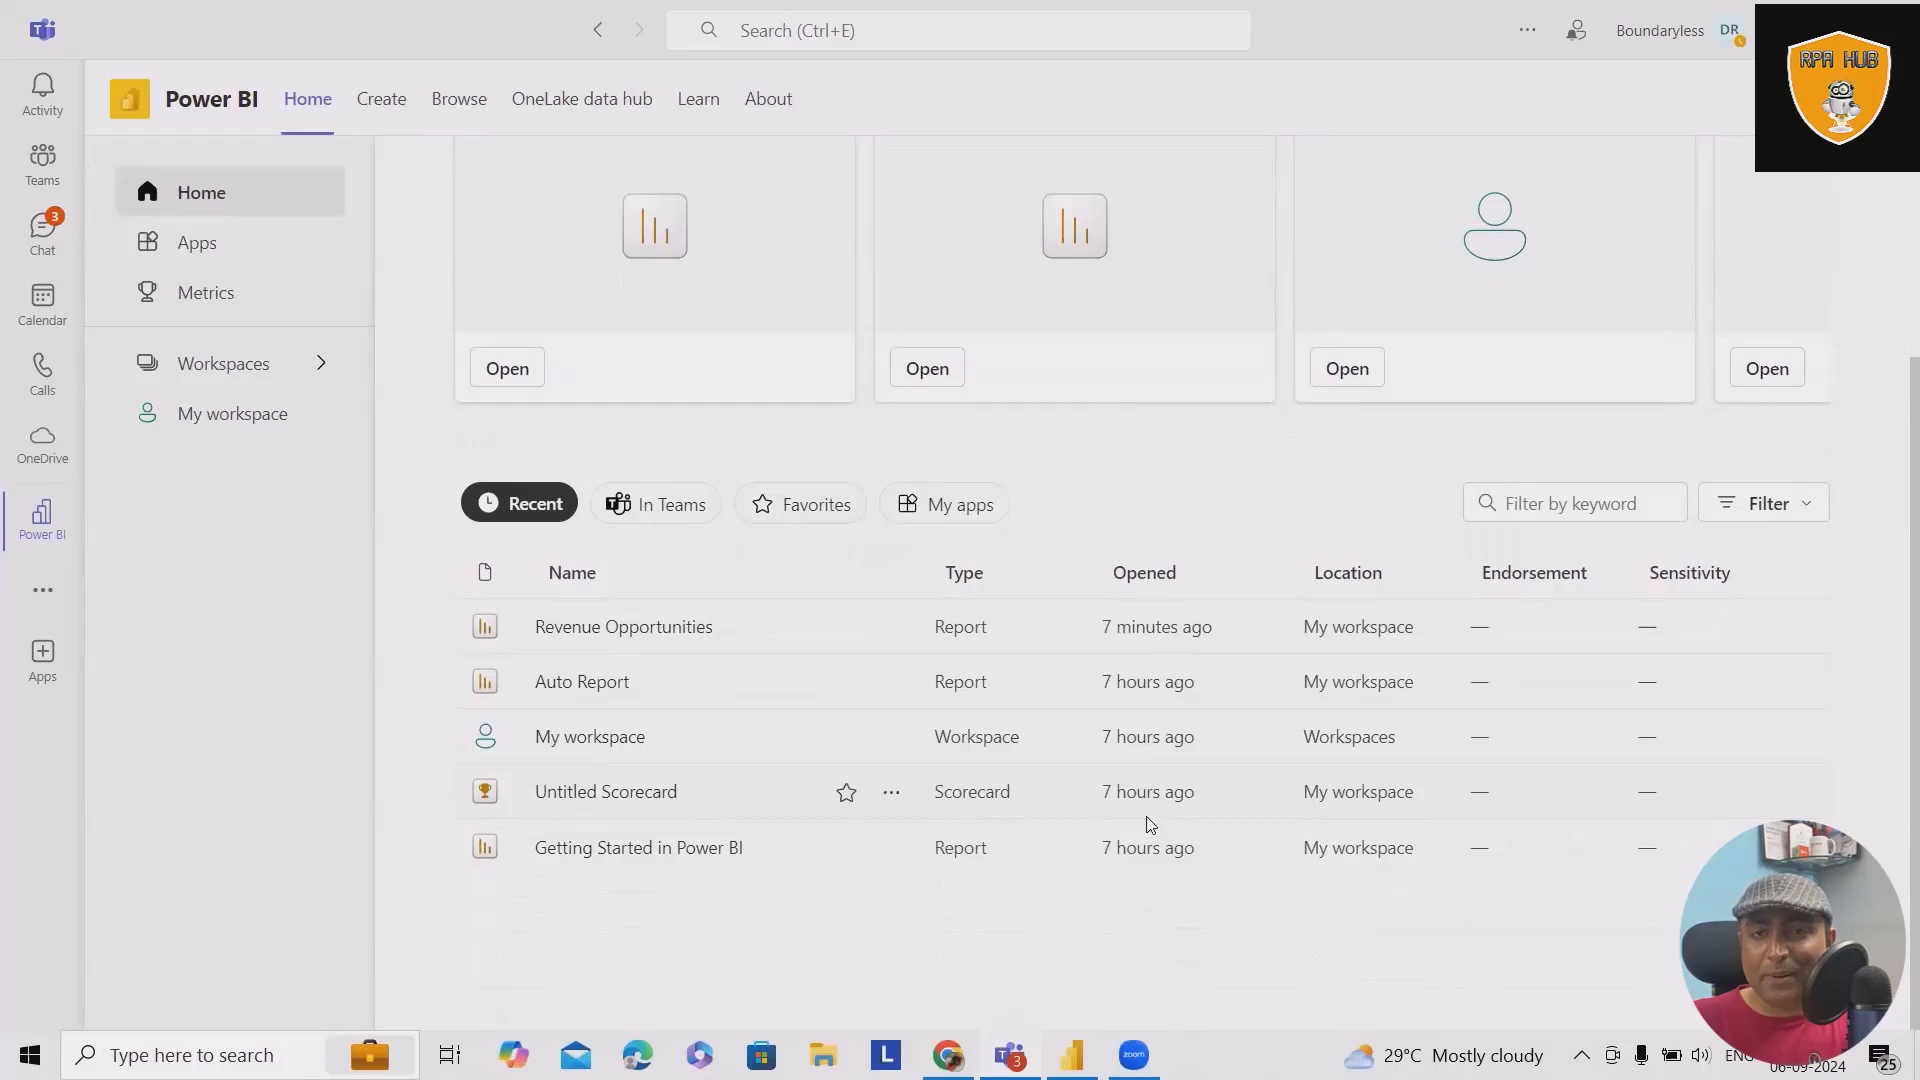 Search (Ctrl+E)
Boundaryless
DR
RPA HUB
Activity
Teams
3
Chat
Calendar
Calls
OneDrive
Power BI
Apps
Power BI
Home
Create
Browse
OneLake data hub
Learn
About
Home
Apps
Metrics
Workspaces
My workspace
Open
Open
Open
Open
Recent
In Teams
Favorites
My apps
Filter by keyword
Filter
Name Type Opened Location Endorsement Sensitivity
Revenue Opportunities Report 7 minutes ago My workspace — —
Auto Report Report 7 hours ago My workspace — —
My workspace Workspace 7 hours ago Workspaces — —
Untitled Scorecard Scorecard 7 hours ago My workspace — —
Getting Started in Power BI Report 7 hours ago My workspace — —
Type here to search
L
3
zoom
29°C Mostly cloudy
ENG
06-09-2024
25